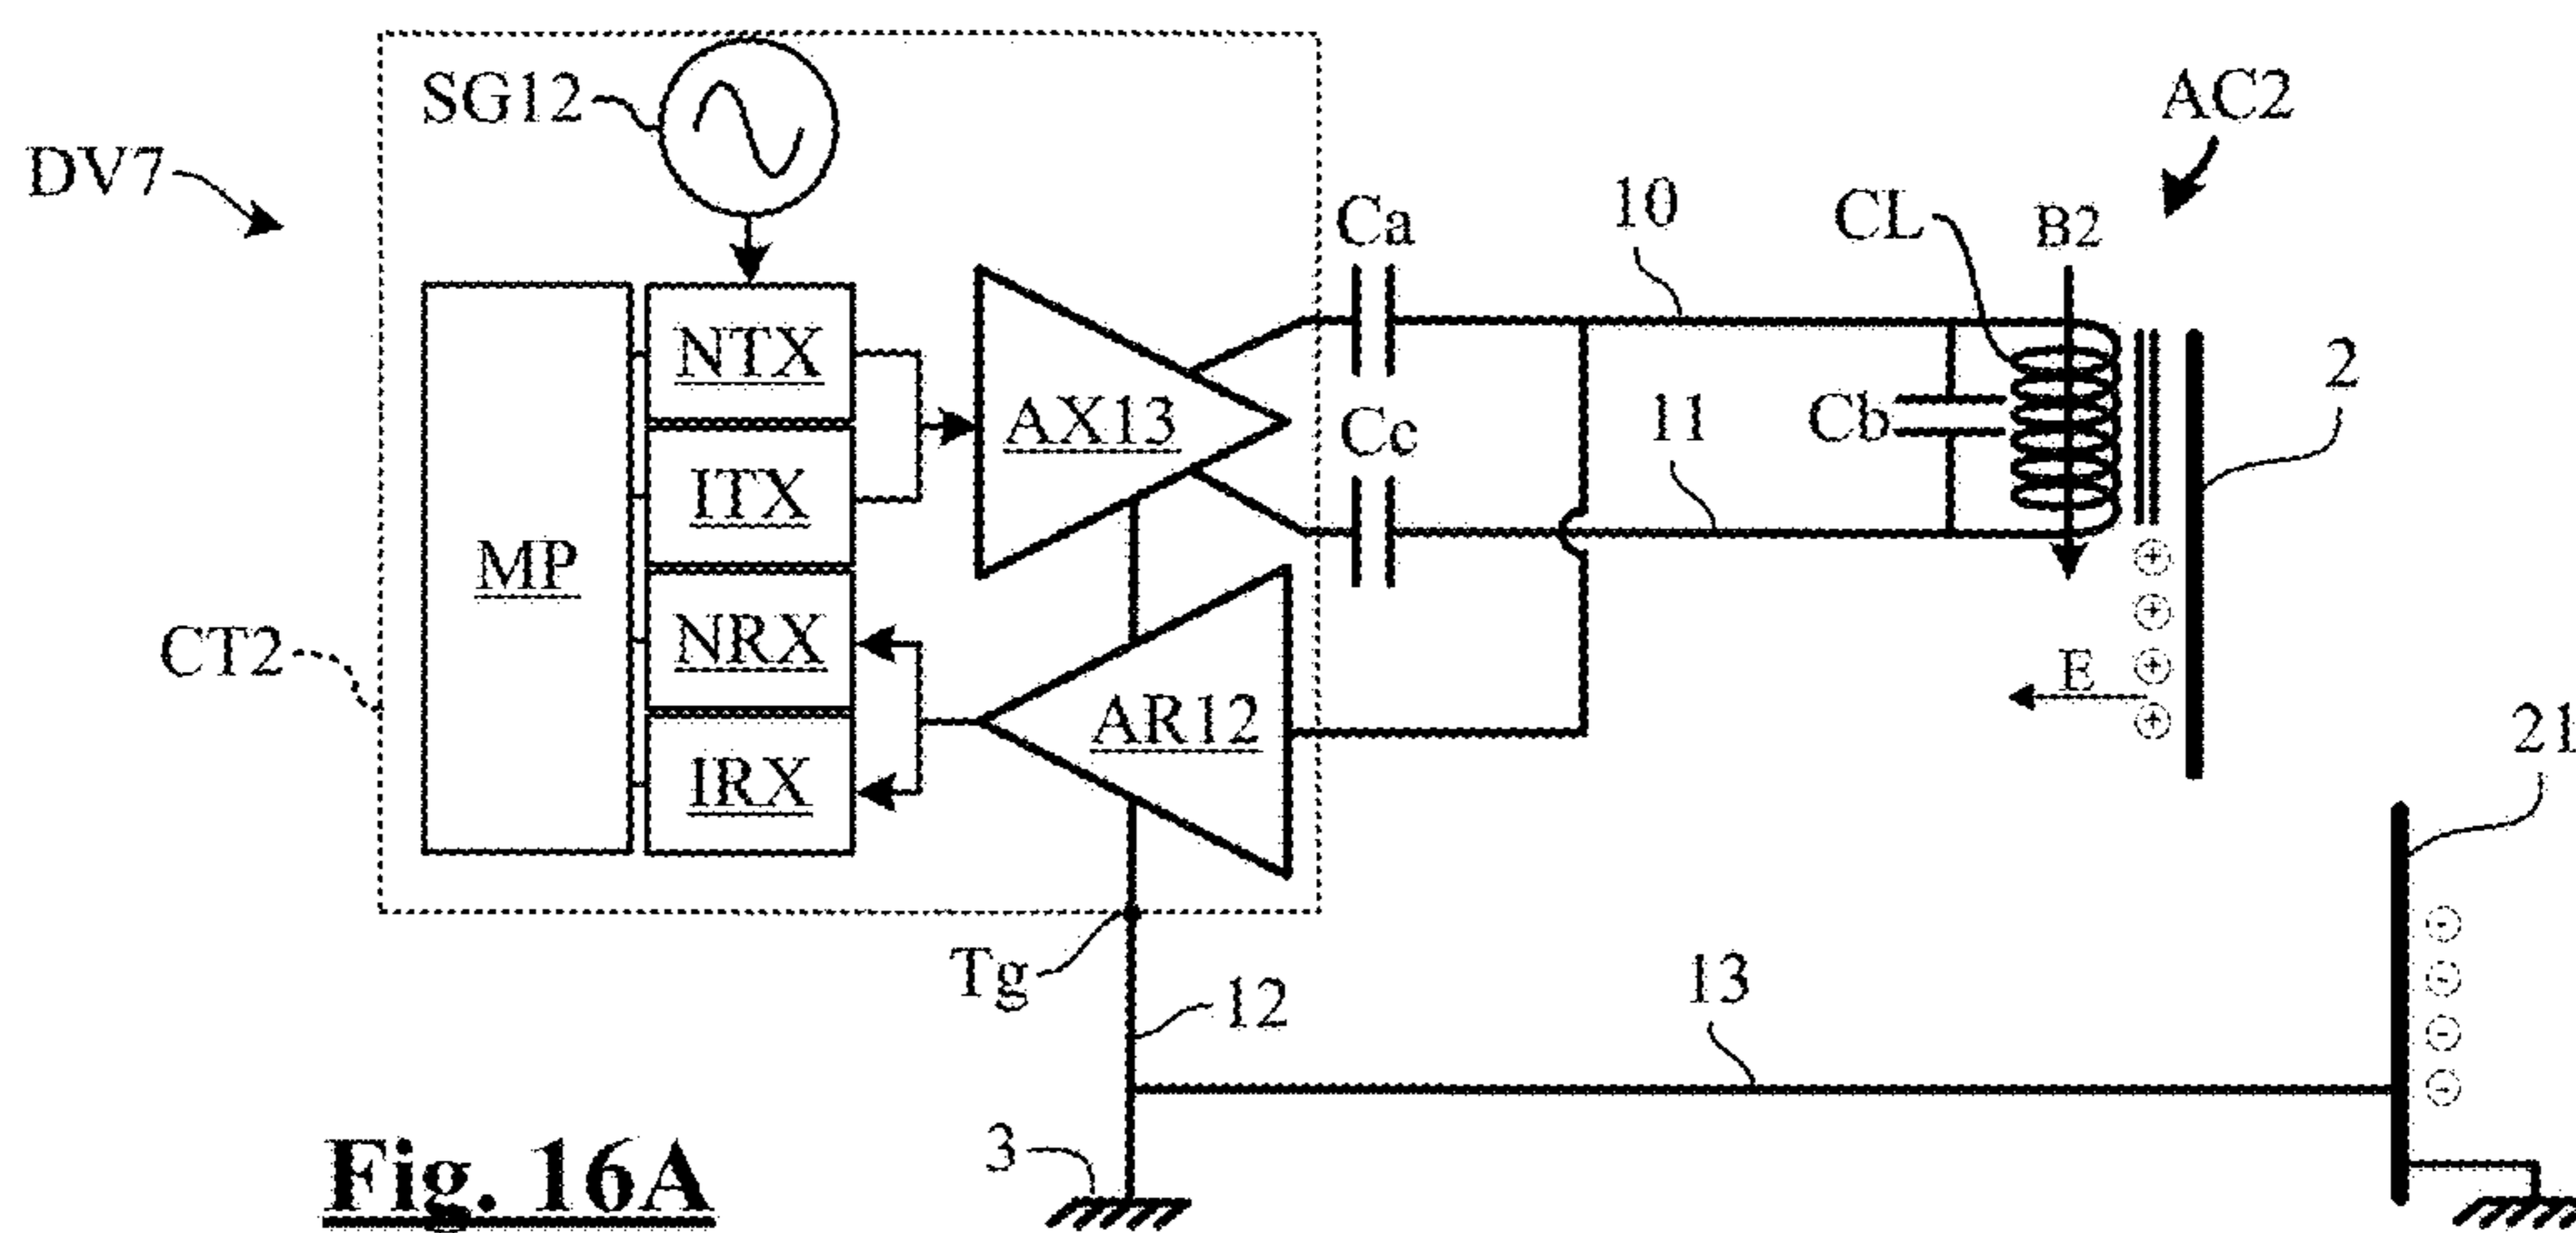 SG12
AC2
DV7
Ca
10
CL
B2
NTX
2
AX13
Cc
11
Cb
ITX
MP
NRX
CT2
E
AR12
21
IRX
Tg
12
13
3
Fig. 16A